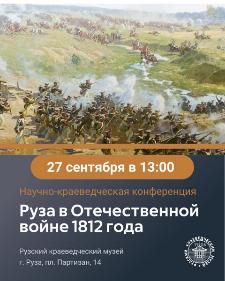 27 сентября в 13:00
Научно-краеведческая конференция
Руза в Отечественной
войне 1812 года
Рузский краеведческий музей
г. Руза, пл. Партизан, 14